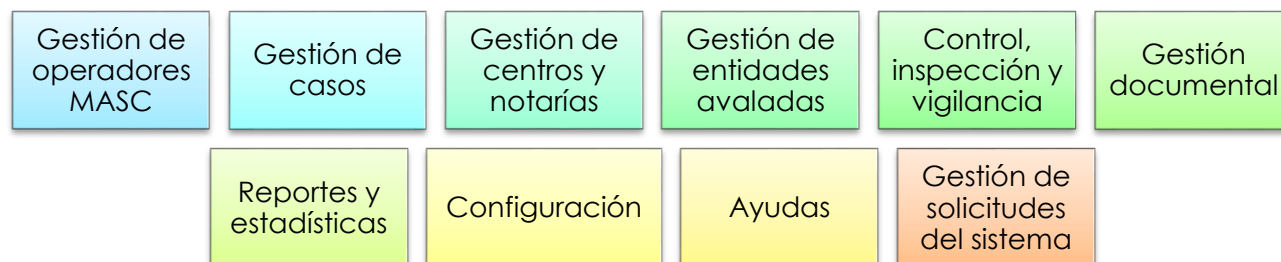 Gestión de
operadores
MASC
Gestión de
casos
Gestión de
centros y
notarías
Gestión de
entidades
avaladas
Control,
inspección y
vigilancia
Gestión
documental
Reportes y
estadísticas
Configuración
Ayudas
Gestión de
solicitudes
del sistema